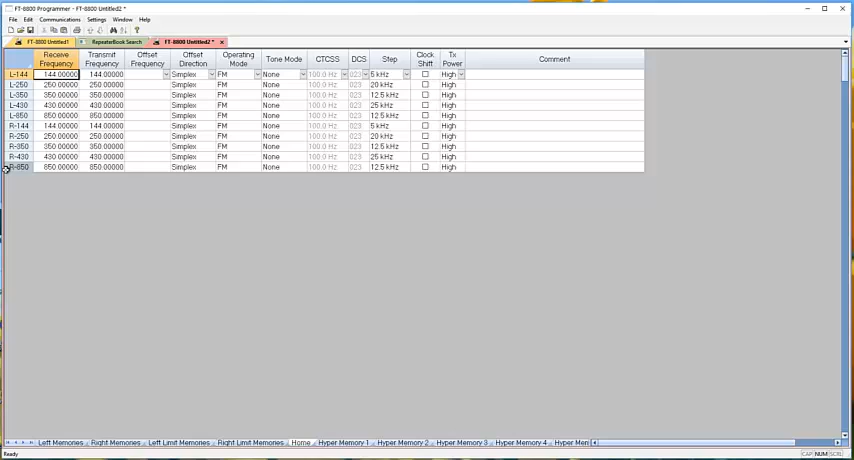 FT-8800 Programmer - FT-8800 Untitled2 *
File Edit Communications Settings Window Help
FT-8800 Untitled1 RepeaterBook Search FT-8800 Untitled2 *
Receive Frequency Transmit Frequency Offset Frequency Offset Direction Operating Mode Tone Mode CTCSS DCS Step Clock Shift Tx Power Comment
L-144 144.00000 144.00000 Simplex FM None 100.0 Hz 023 5 kHz High
L-250 250.00000 250.00000 Simplex FM None 100.0 Hz 023 20 kHz High
L-350 350.00000 350.00000 Simplex FM None 100.0 Hz 023 12.5 kHz High
L-430 430.00000 430.00000 Simplex FM None 100.0 Hz 023 25 kHz High
L-850 850.00000 850.00000 Simplex FM None 100.0 Hz 023 12.5 kHz High
R-144 144.00000 144.00000 Simplex FM None 100.0 Hz 023 5 kHz High
R-250 250.00000 250.00000 Simplex FM None 100.0 Hz 023 20 kHz High
R-350 350.00000 350.00000 Simplex FM None 100.0 Hz 023 12.5 kHz High
R-430 430.00000 430.00000 Simplex FM None 100.0 Hz 023 25 kHz High
R-850 850.00000 850.00000 Simplex FM None 100.0 Hz 023 12.5 kHz High
Left Memories Right Memories Left Limit Memories Right Limit Memories Home Hyper Memory 1 Hyper Memory 2 Hyper Memory 3 Hyper Memory 4 Hyper Mem
Ready CAP NUM SCRL